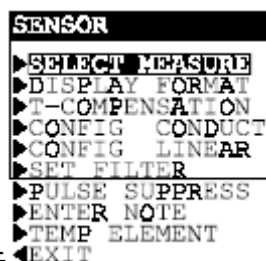 SENSOR
SELECT MEASURE
DISPLAY FORMAT
T-COMPENSATION
CONFIG CONDUCT
CONFIG LINEAR
SET FILTER
PULSE SUPPRESS
ENTER NOTE
TEMP ELEMENT
EXIT